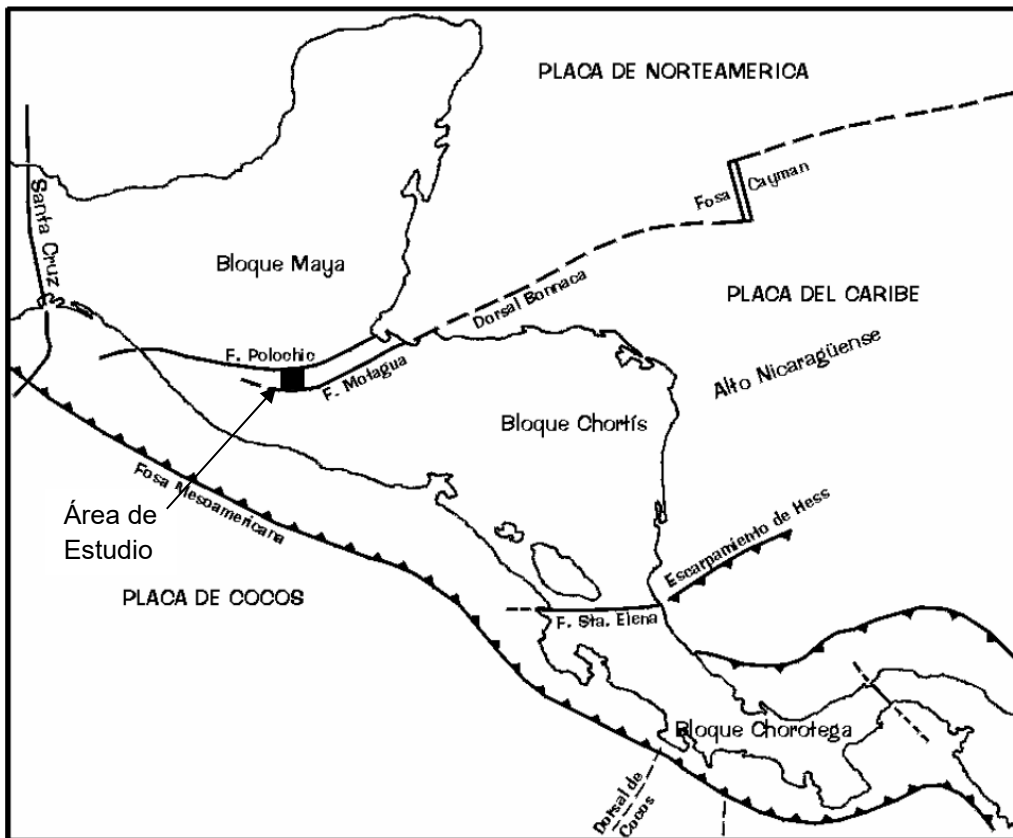 PLACA DE NORTEAMERICA
Fosa Cayman
Santa Cruz
Bloque Maya
Dorsal Bonnaca
PLACA DEL CARIBE
F. Polochic
F. Motagua
Alto Nicaragüense
Bloque Chortís
Fosa Mesoamericana
Área de
Estudio
Escarpamiento de Hess
PLACA DE COCOS
F. Sta. Elena
Bloque Chorotega
Dorsal de
Cocos